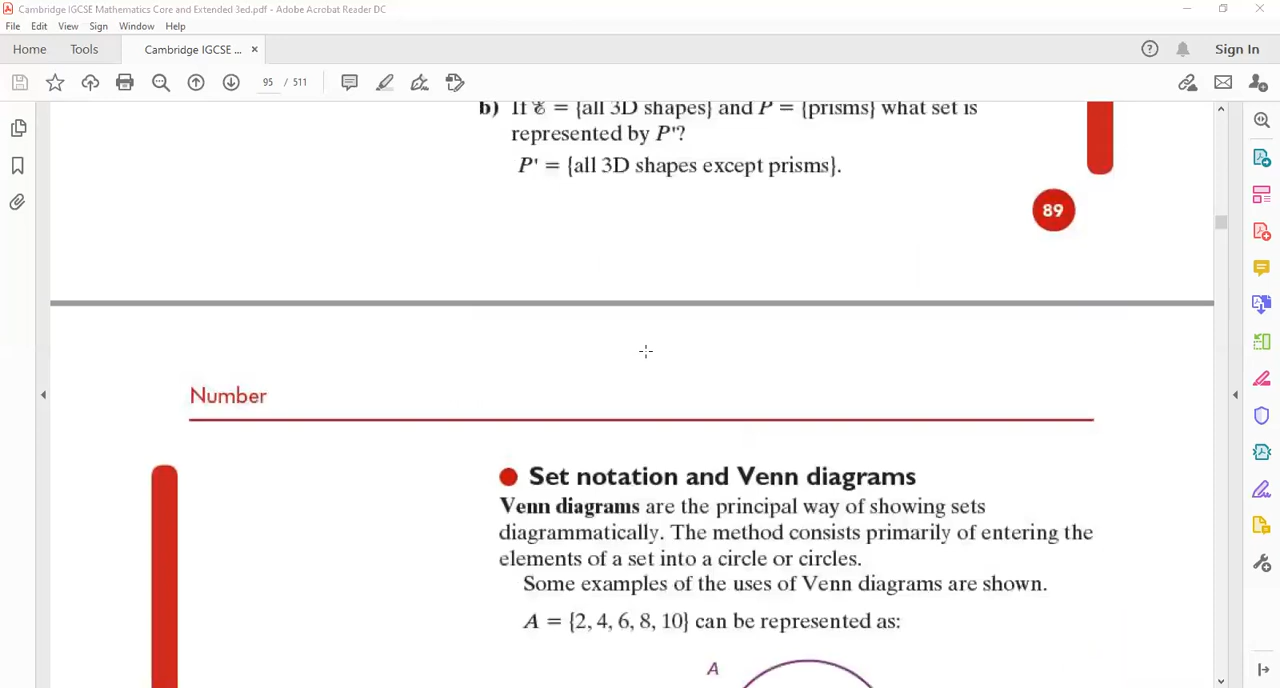 Cambridge IGCSE Mathematics Core and Extended 3ed.pdf - Adobe Acrobat Reader DC
File Edit View Sign Window Help
Home Tools Cambridge IGCSE ... × Sign In
95 / 511
b) If ℰ = {all 3D shapes} and P = {prisms} what set is
represented by P'?
P' = {all 3D shapes except prisms}.
89
Number
Set notation and Venn diagrams
Venn diagrams are the principal way of showing sets
diagrammatically. The method consists primarily of entering the
elements of a set into a circle or circles.
Some examples of the uses of Venn diagrams are shown.
A = {2, 4, 6, 8, 10} can be represented as:
A